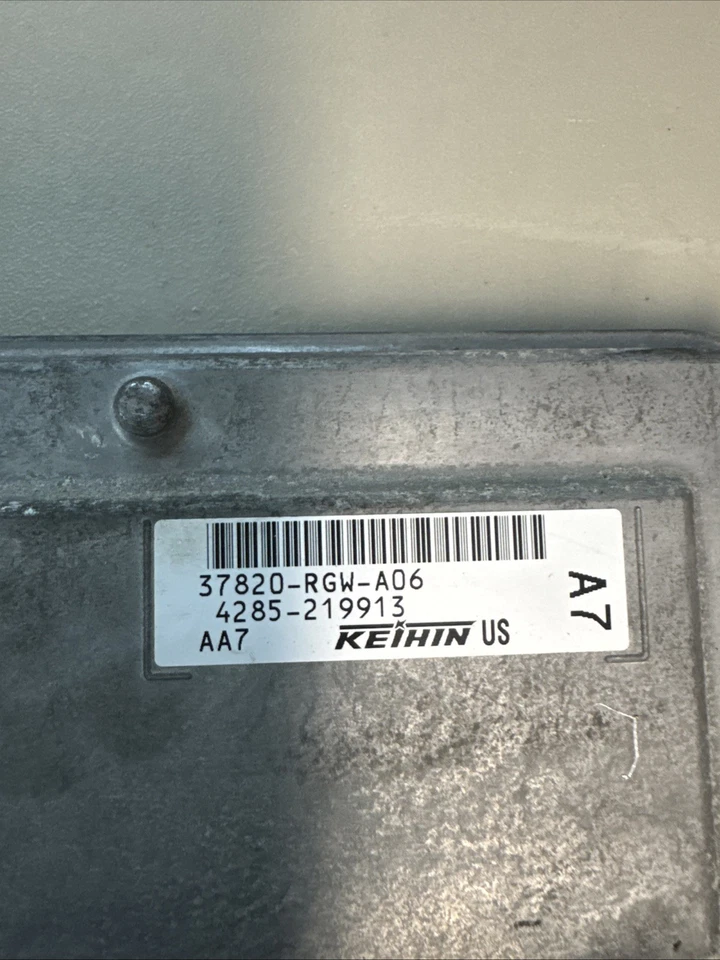 37820-RGW-A06
4285-219913
AA7 KEIHIN US
A7